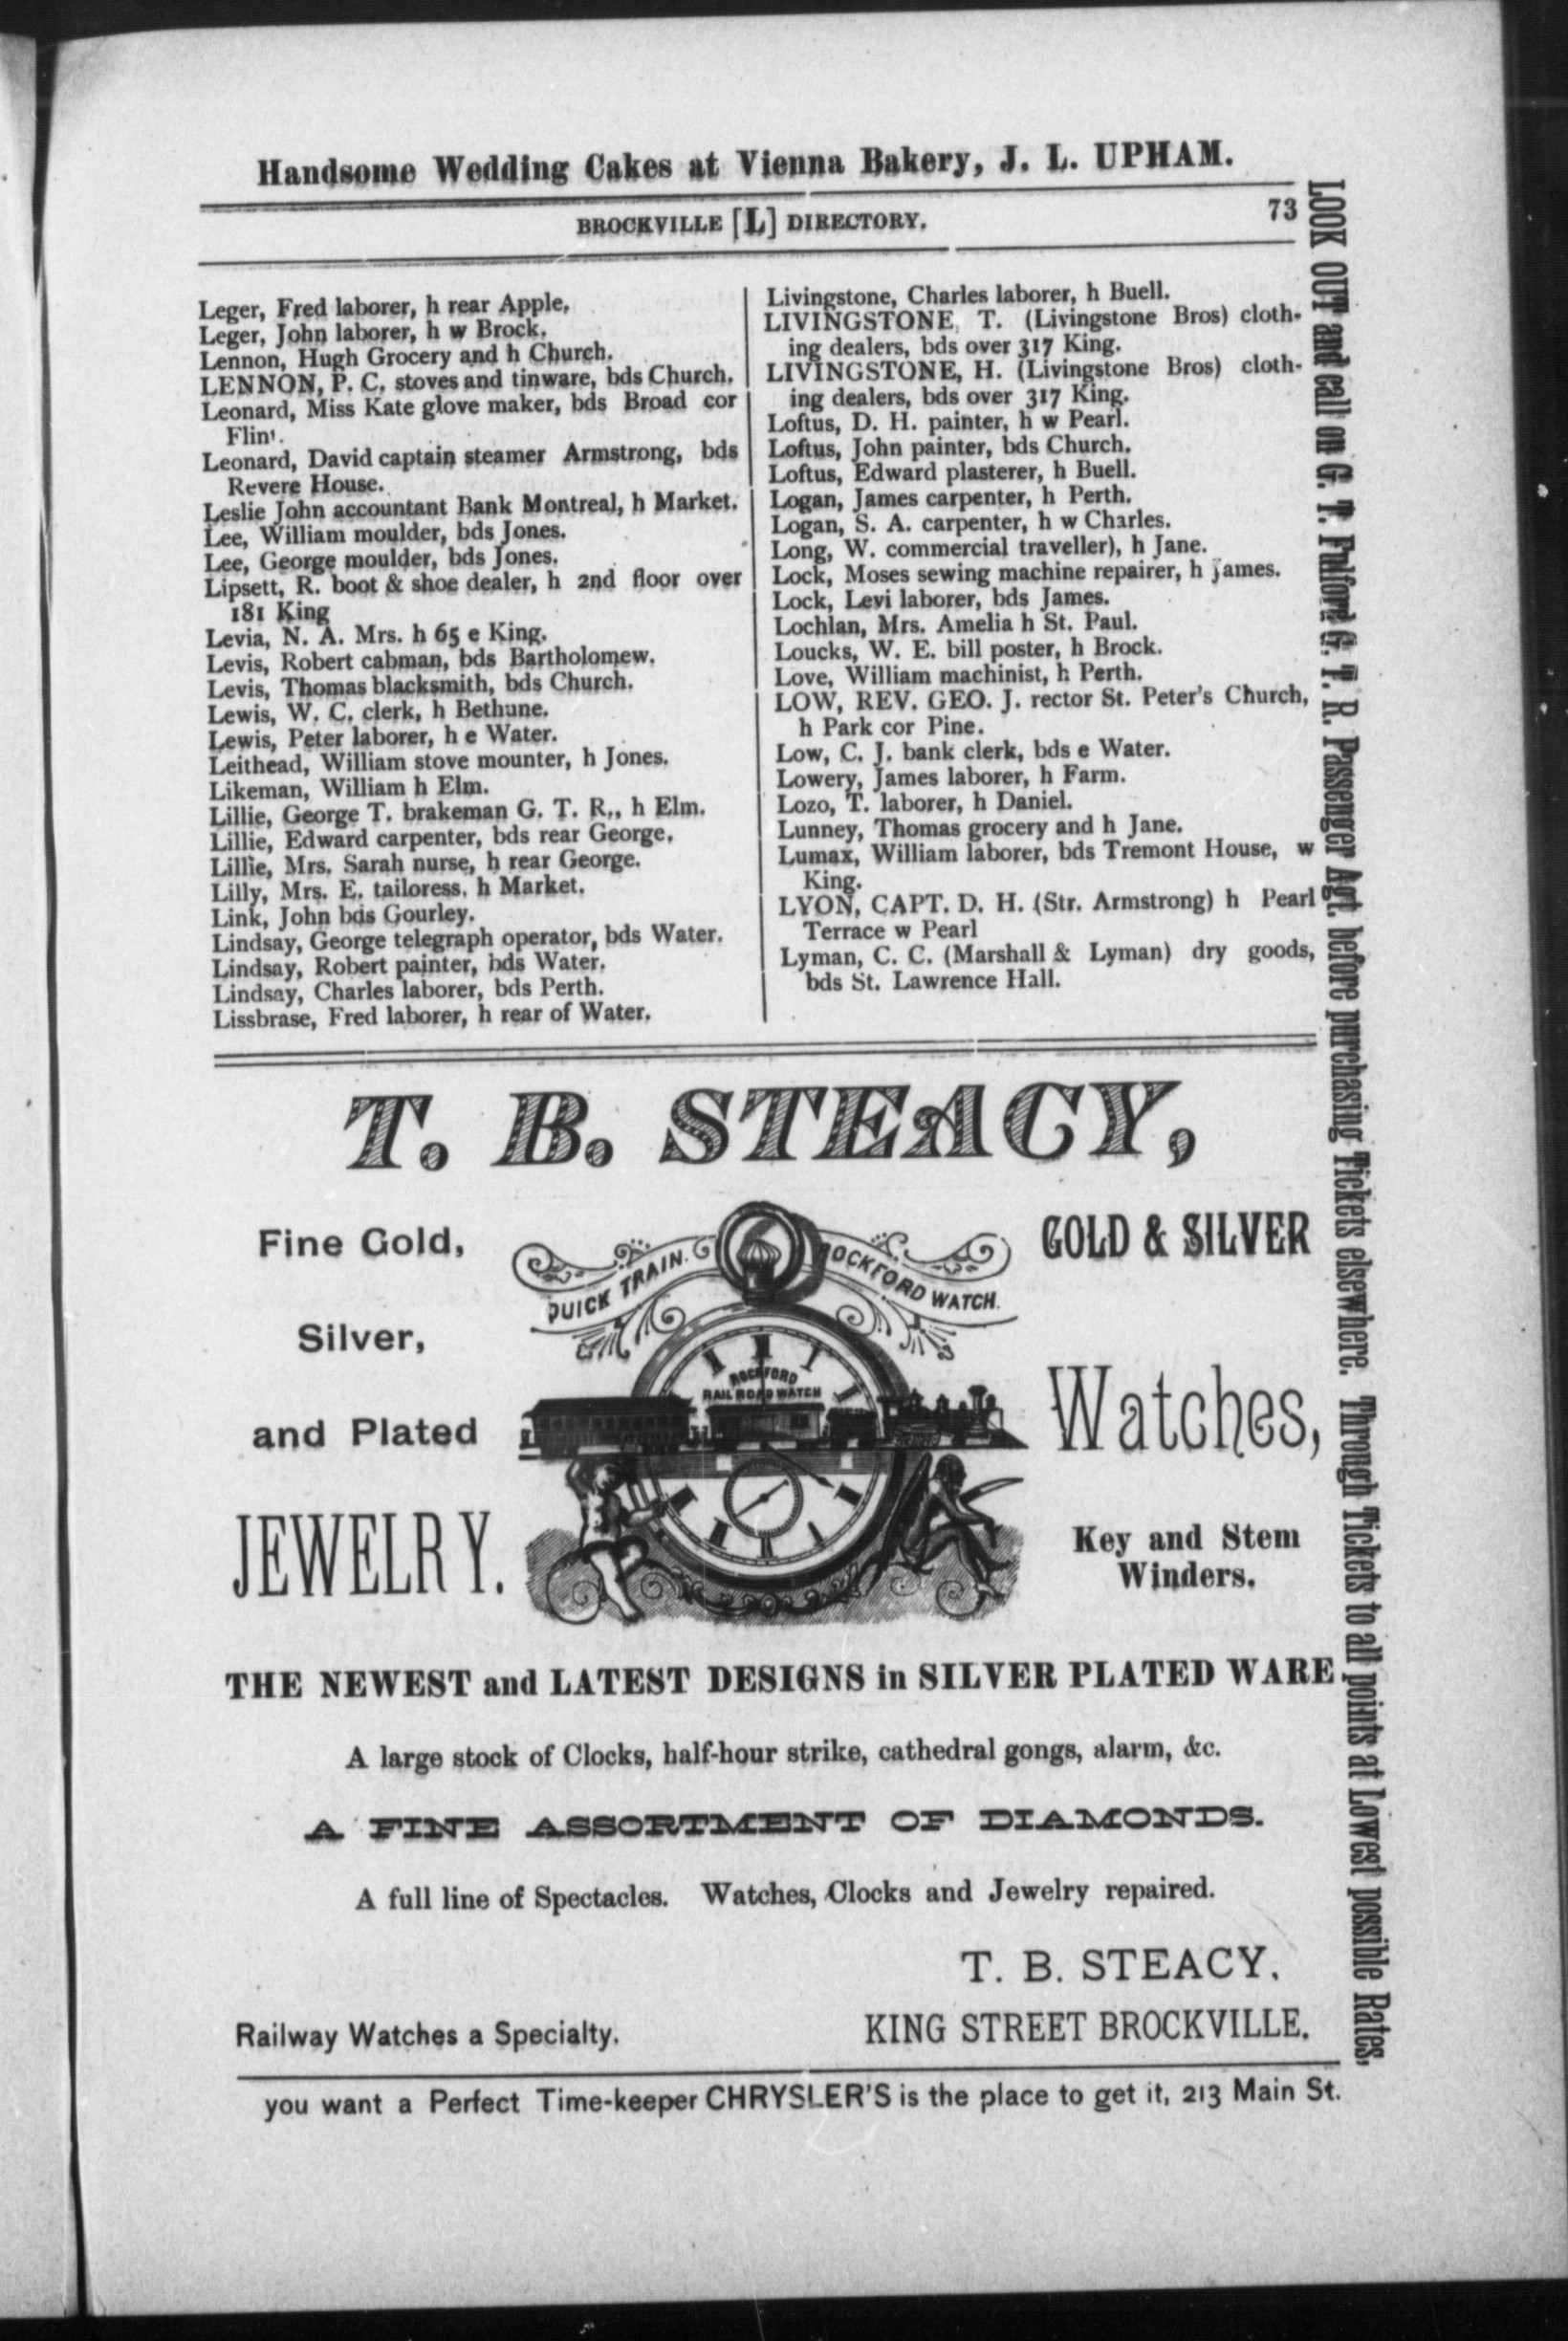 Handsome Wedding Cakes at Vienna Bakery, J. L. UPHAM.
BROCKVILLE [L] DIRECTORY. 73
Leger, Fred laborer, h rear Apple,
Leger, John laborer, h w Brock.
Lennon, Hugh Grocery and h Church.
LENNON, P. C. stoves and tinware, bds Church.
Leonard, Miss Kate glove maker, bds Broad cor
Flint.
Leonard, David captain steamer Armstrong, bds
Revere House.
Leslie John accountant Bank Montreal, h Market.
Lee, William moulder, bds Jones.
Lee, George moulder, bds Jones.
Lipsett, R. boot & shoe dealer, h 2nd floor over
181 King
Levia, N. A. Mrs. h 65 e King.
Levis, Robert cabman, bds Bartholomew.
Levis, Thomas blacksmith, bds Church.
Lewis, W. C. clerk, h Bethune.
Lewis, Peter laborer, h e Water.
Leithead, William stove mounter, h Jones.
Likeman, William h Elm.
Lillie, George T. brakeman G. T. R., h Elm.
Lillie, Edward carpenter, bds rear George.
Lillie, Mrs. Sarah nurse, h rear George.
Lilly, Mrs. E. tailoress. h Market.
Link, John bds Gourley.
Lindsay, George telegraph operator, bds Water.
Lindsay, Robert painter, bds Water.
Lindsay, Charles laborer, bds Perth.
Lissbrase, Fred laborer, h rear of Water.
Livingstone, Charles laborer, h Buell.
LIVINGSTONE, T. (Livingstone Bros) cloth-
ing dealers, bds over 317 King.
LIVINGSTONE, H. (Livingstone Bros) cloth-
ing dealers, bds over 317 King.
Loftus, D. H. painter, h w Pearl.
Loftus, John painter, bds Church.
Loftus, Edward plasterer, h Buell.
Logan, James carpenter, h Perth.
Logan, S. A. carpenter, h w Charles.
Long, W. commercial traveller), h Jane.
Lock, Moses sewing machine repairer, h James.
Lock, Levi laborer, bds James.
Lochlan, Mrs. Amelia h St. Paul.
Loucks, W. E. bill poster, h Brock.
Love, William machinist, h Perth.
LOW, REV. GEO. J. rector St. Peter's Church,
h Park cor Pine.
Low, C. J. bank clerk, bds e Water.
Lowery, James laborer, h Farm.
Lozo, T. laborer, h Daniel.
Lunney, Thomas grocery and h Jane.
Lumax, William laborer, bds Tremont House, w
King.
LYON, CAPT. D. H. (Str. Armstrong) h Pearl
Terrace w Pearl
Lyman, C. C. (Marshall & Lyman) dry goods,
bds St. Lawrence Hall.
LOOK OUT and call on G. T. Fulford G. T. R. Passenger Agt. before purchasing Tickets elsewhere. Through Tickets to all points at Lowest possible Rates,
T. B. STEACY,
Fine Gold,
Silver,
and Plated
JEWELRY.
QUICK TRAIN. ROCKFORD WATCH.
ROCKFORD
RAIL ROAD WATCH
GOLD & SILVER
Watches,
Key and Stem
Winders.
THE NEWEST and LATEST DESIGNS in SILVER PLATED WARE
A large stock of Clocks, half-hour strike, cathedral gongs, alarm, &c.
A FINE ASSORTMENT OF DIAMONDS.
A full line of Spectacles. Watches, Clocks and Jewelry repaired.
T. B. STEACY.
Railway Watches a Specialty. KING STREET BROCKVILLE.
you want a Perfect Time-keeper CHRYSLER'S is the place to get it, 213 Main St.